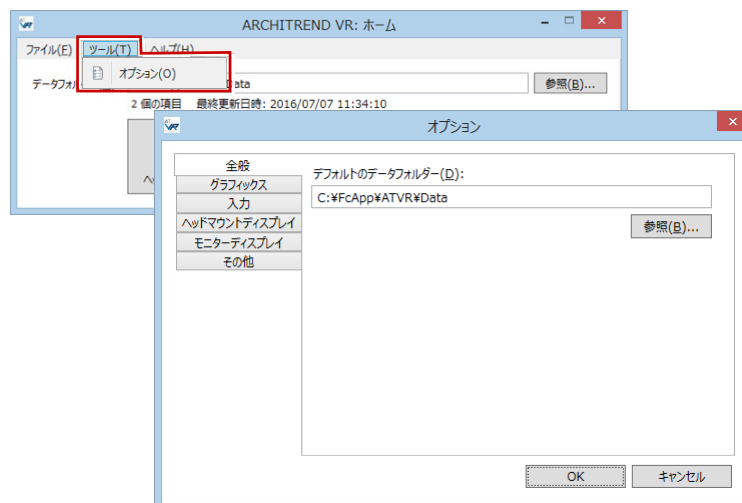 ARCHITREND VR: ホーム
ファイル(F) ツール(T) ヘルプ(H)
オプション(O)
データフォル ata 参照(B)...
2 個の項目 最終更新日時: 2016/07/07 11:34:10
オプション
全般
グラフィックス
入力
ヘッドマウントディスプレイ
モニターディスプレイ
その他
デフォルトのデータフォルダー(D):
C:¥FcApp¥ATVR¥Data
参照(B)...
OK キャンセル